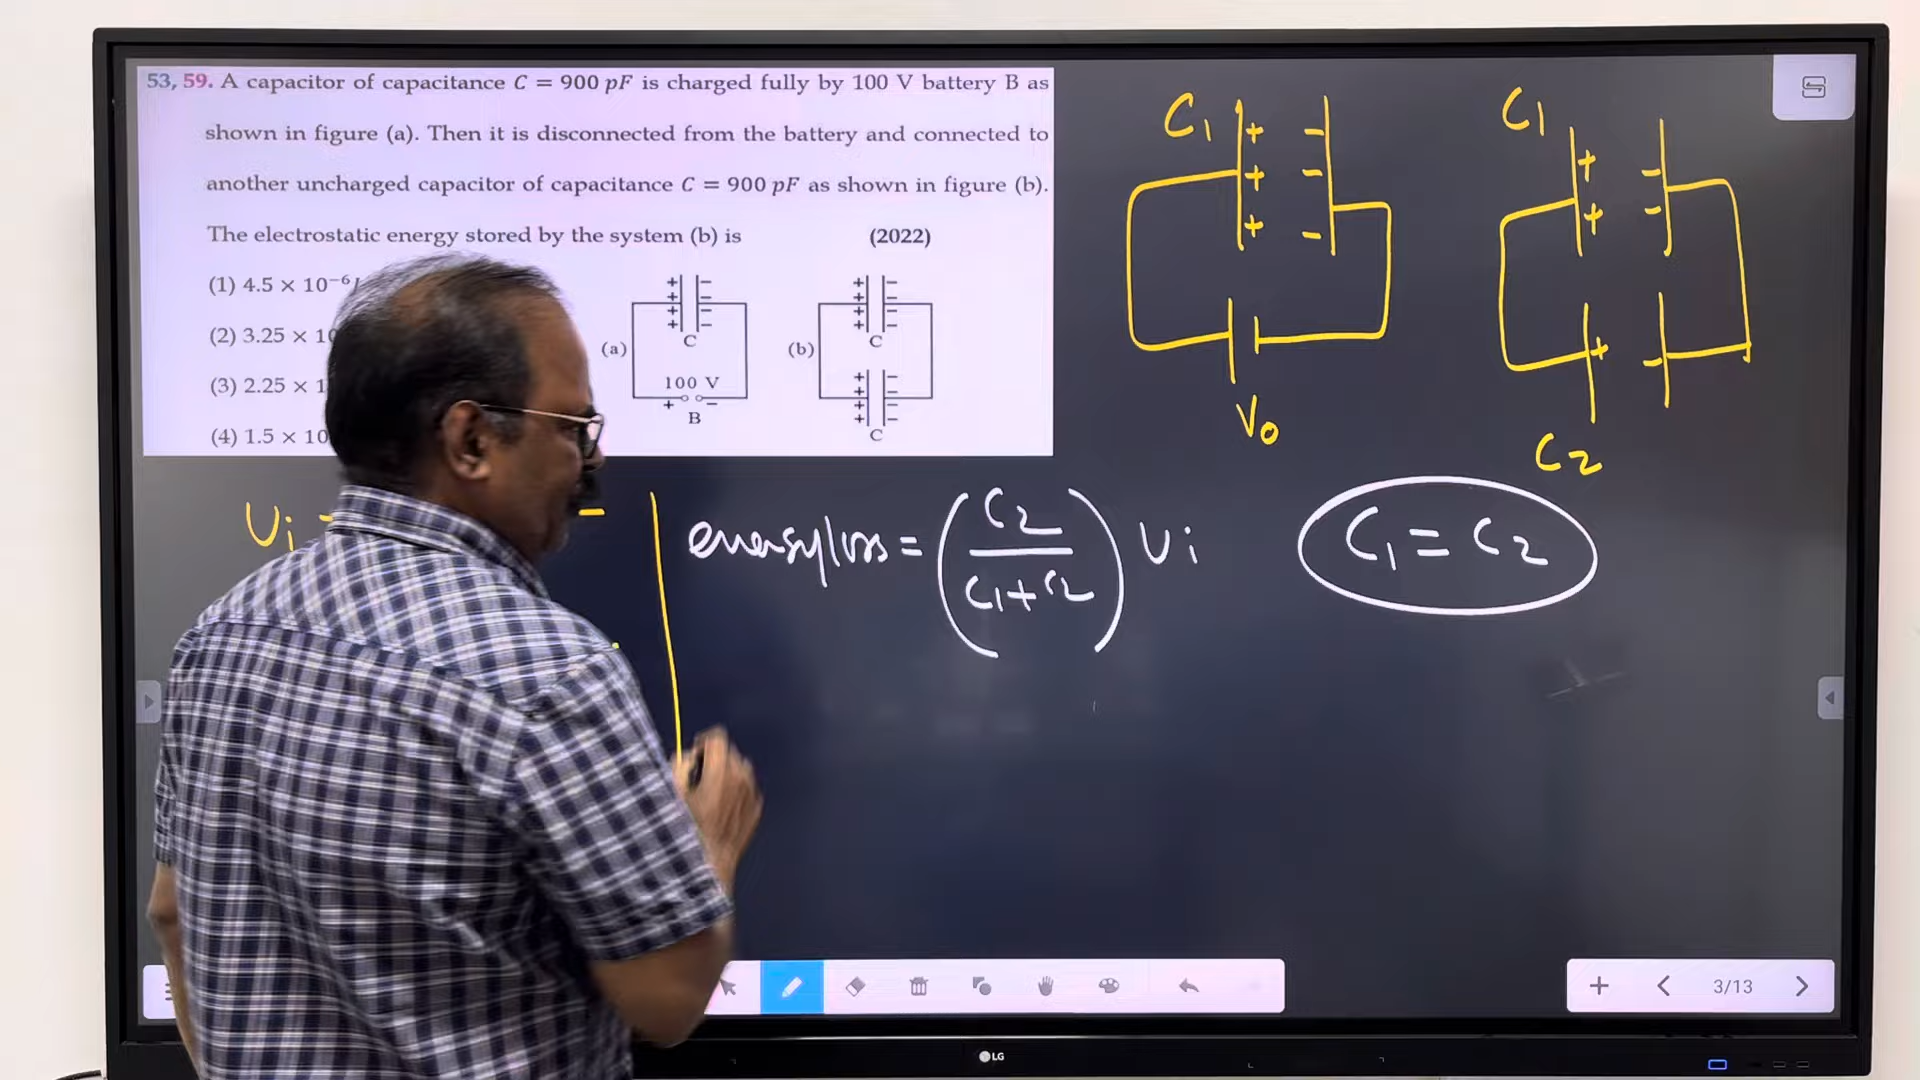 53, 59. A capacitor of capacitance C = 900 pF is charged fully by 100 V battery B as
shown in figure (a). Then it is disconnected from the battery and connected to
another uncharged capacitor of capacitance C = 900 pF as shown in figure (b).
The electrostatic energy stored by the system (b) is (2022)
(1) 4.5 × 10⁻⁶
(2) 3.25 × 10
(3) 2.25 × 1
(4) 1.5 × 10
(a)
C
100 V
+ −
B
(b)
C
C
C₁
+ −
+ −
+ −
V₀
C₁
+ −
+ −
+ −
C₂
Ui
energy loss = (C₂ / C₁+C₂) Ui
C₁ = C₂
3/13
LG